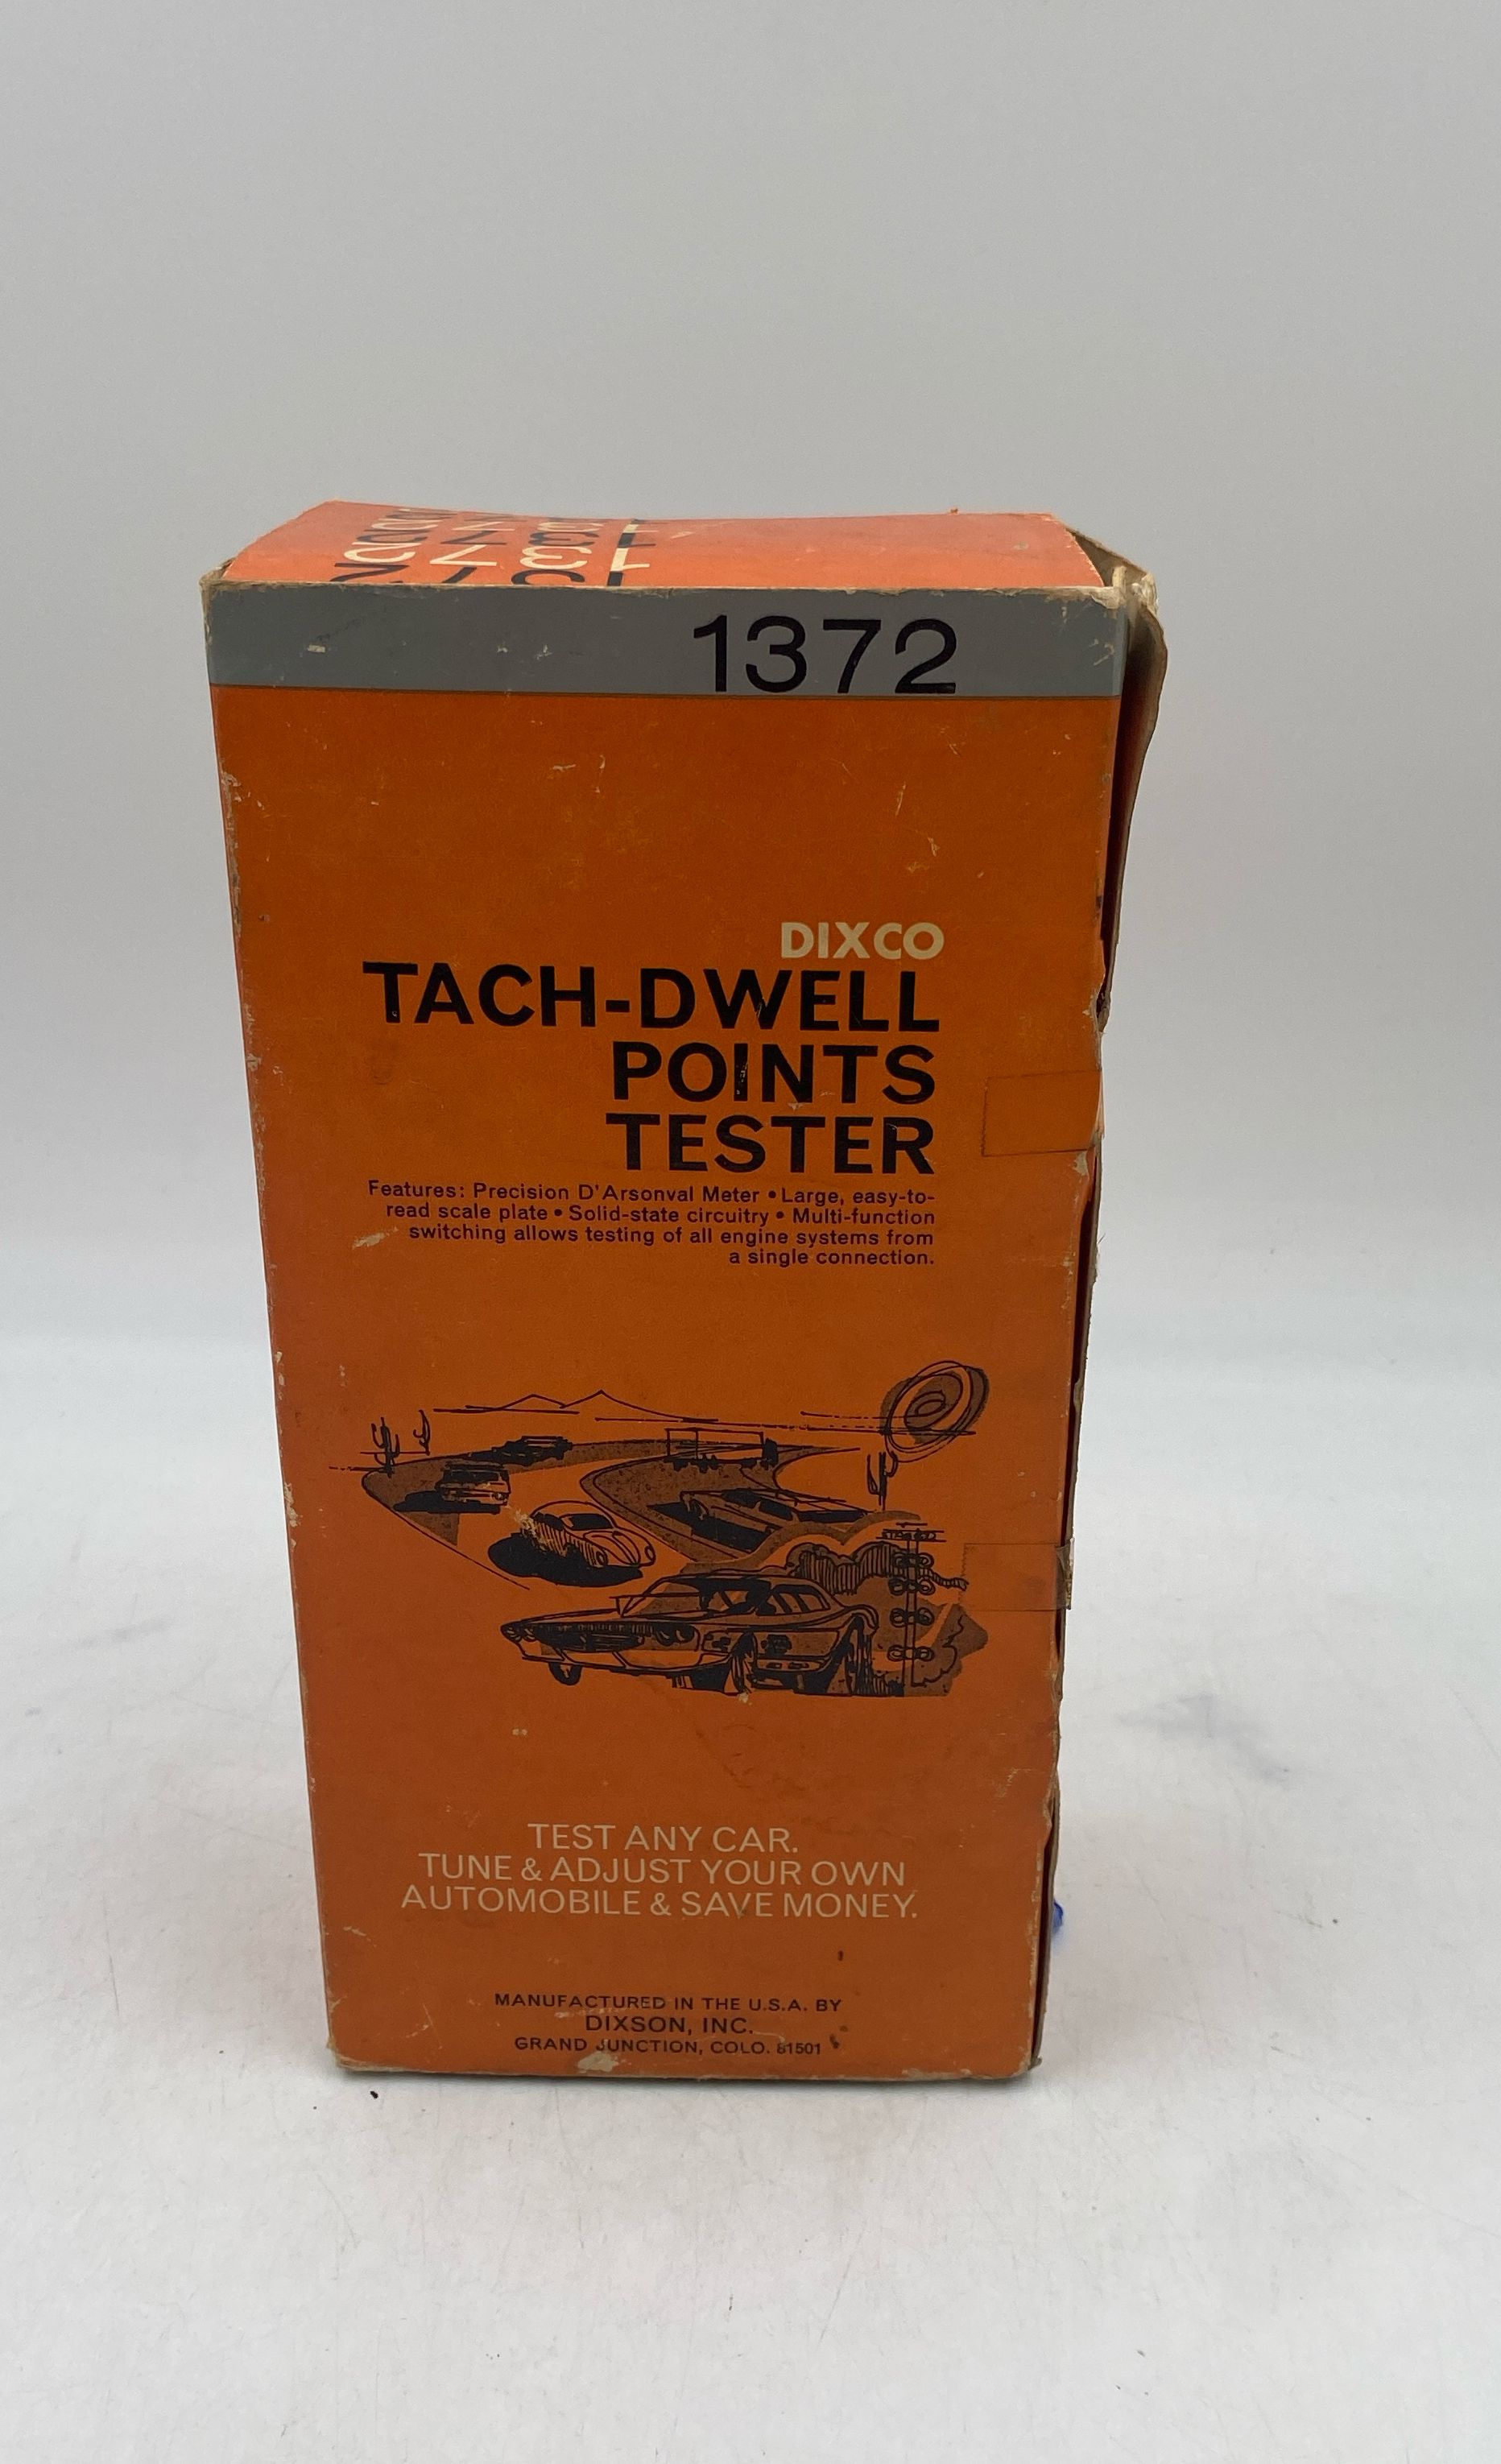 1372
DIXCO
TACH-DWELL
POINTS
TESTER
Features: Precision D'Arsonval Meter • Large, easy-to-
read scale plate • Solid-state circuitry • Multi-function
switching allows testing of all engine systems from
a single connection.
TEST ANY CAR.
TUNE & ADJUST YOUR OWN
AUTOMOBILE & SAVE MONEY.
MANUFACTURED IN THE U.S.A. BY
DIXSON, INC.
GRAND JUNCTION, COLO. 81501